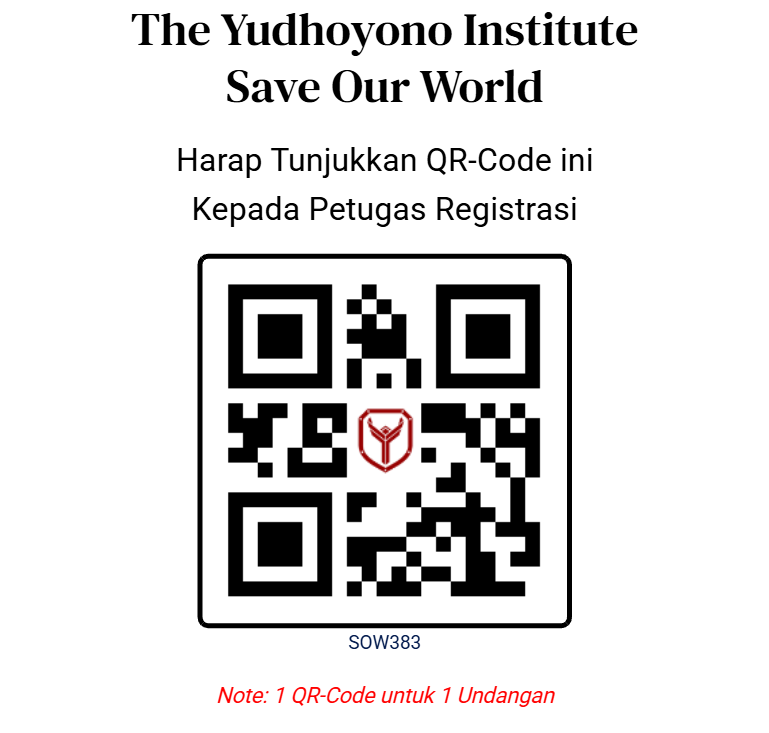 The Yudhoyono Institute
Save Our World
Harap Tunjukkan QR-Code ini
Kepada Petugas Registrasi
SOW383
Note: 1 QR-Code untuk 1 Undangan